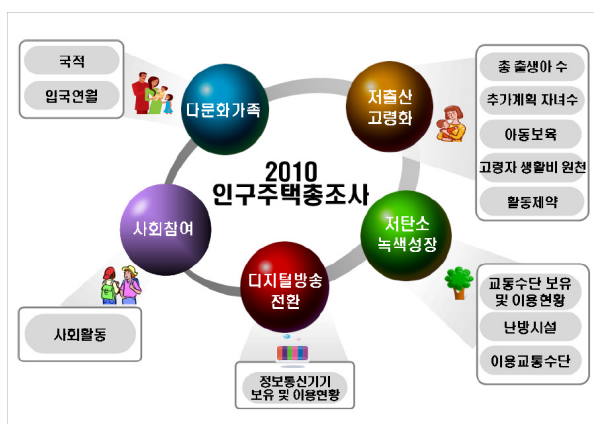 국적
입국연월
다문화가족
저출산
고령화
총 출생아 수
추가계획 자녀수
아동보육
고령자 생활비 원천
활동제약
2010
인구주택총조사
사회참여
저탄소
녹색성장
디지털방송
전환
사회활동
교통수단 보유
및 이용현황
난방시설
이용교통수단
정보통신기기
보유 및 이용현황